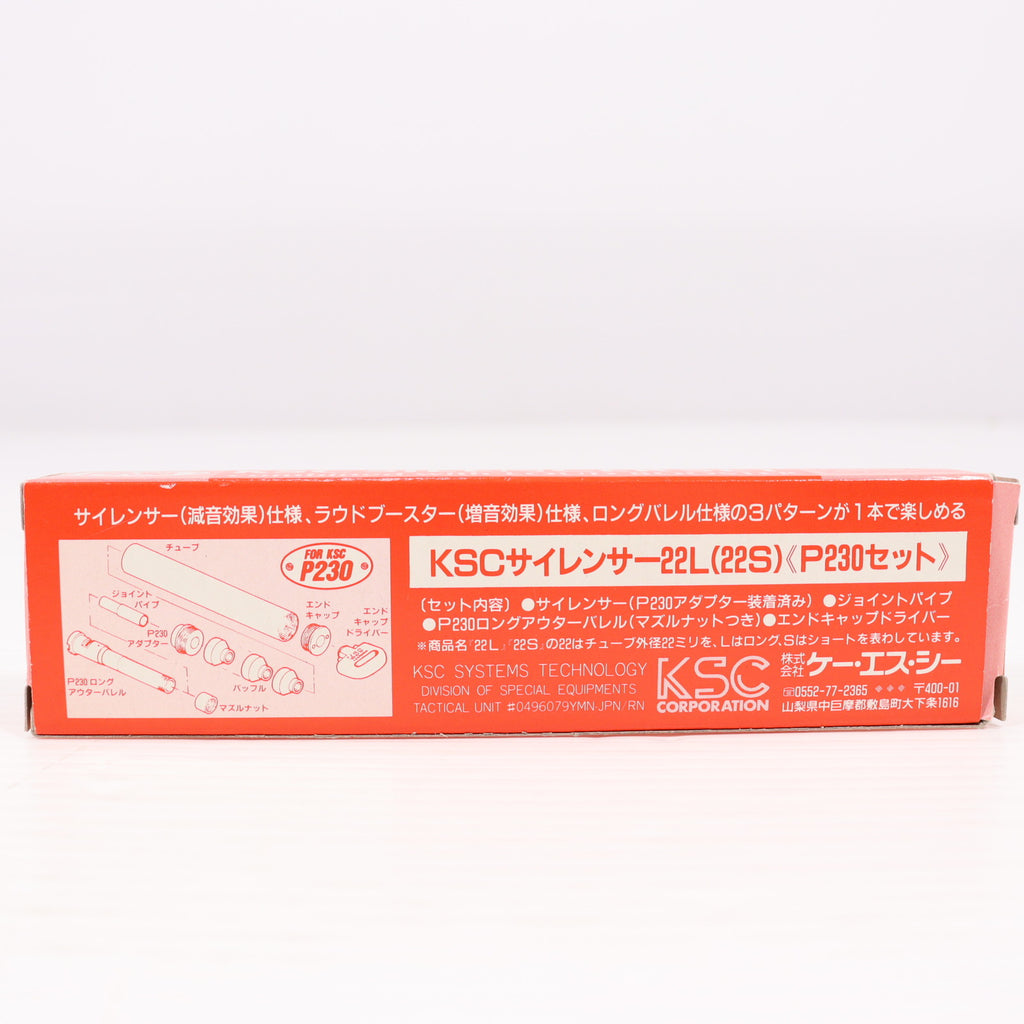 サイレンサー(減音効果)仕様、ラウドブースター(増音効果)仕様、ロングバレル仕様の3パターンが1本で楽しめる
チューブ
FOR KSC
P230
ジョイント
パイプ
P230
アダプター
エンド
キャップ
エンド
キャップ
ドライバー
P230 ロング
アウターバレル
バッフル
マズルナット
KSCサイレンサー22L(22S)《P230セット》
〔セット内容〕●サイレンサー(P230アダプター装着済み)●ジョイントパイプ
●P230ロングアウターバレル(マズルナットつき)●エンドキャップドライバー
※商品名「22L」「22S」の22はチューブ外径22ミリを、Lはロング、Sはショートを表わしています。
KSC SYSTEMS TECHNOLOGY
DIVISION OF SPECIAL EQUIPMENTS
TACTICAL UNIT #0496079YMN-JPN/RN
KSC
CORPORATION
株式会社 ケー・エス・シー
☎0552-77-2365 〒400-01
山梨県中巨摩郡敷島町大下条1616